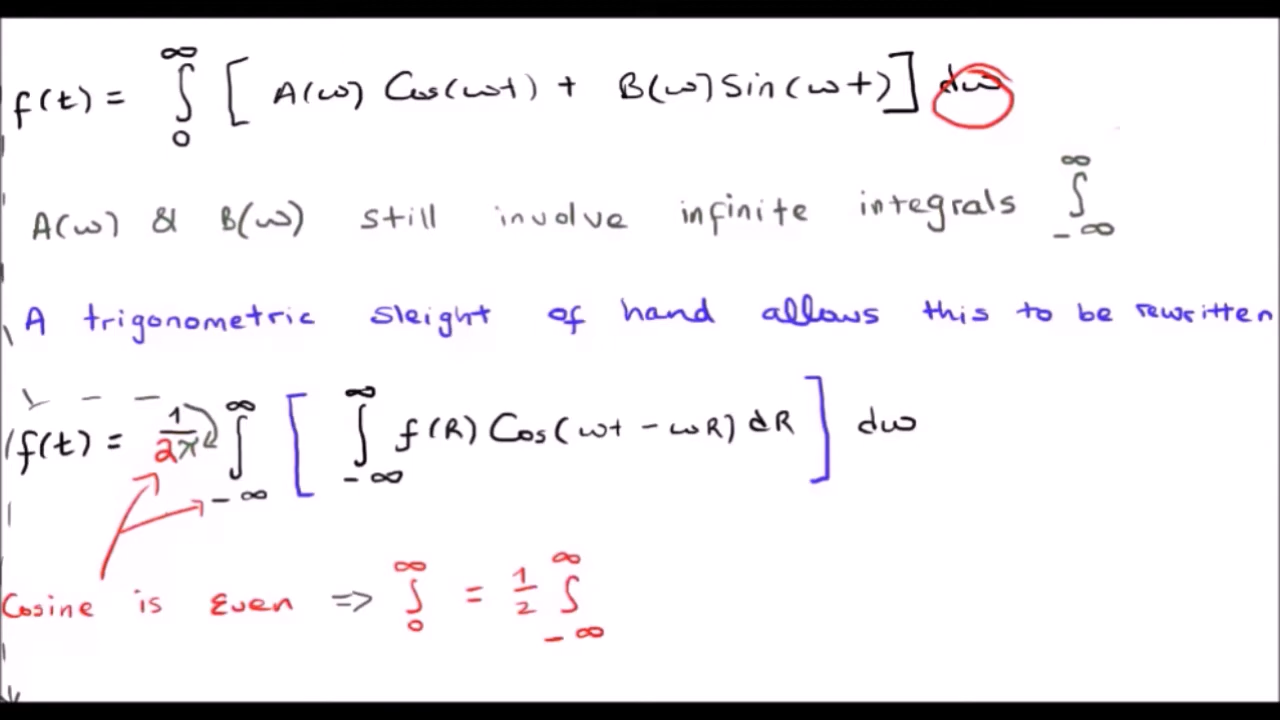 f(t) = ∫₀^∞ [ A(ω) Cos(ωt) + B(ω) Sin(ωt) ] dω
A(ω) & B(ω) still involve infinite integrals ∫_{-∞}^∞
A trigonometric sleight of hand allows this to be rewritten
f(t) = 1/2π ∫_{-∞}^∞ [ ∫_{-∞}^∞ f(R) Cos(ωt - ωR) dR ] dω
Cosine is Even => ∫₀^∞ = 1/2 ∫_{-∞}^∞